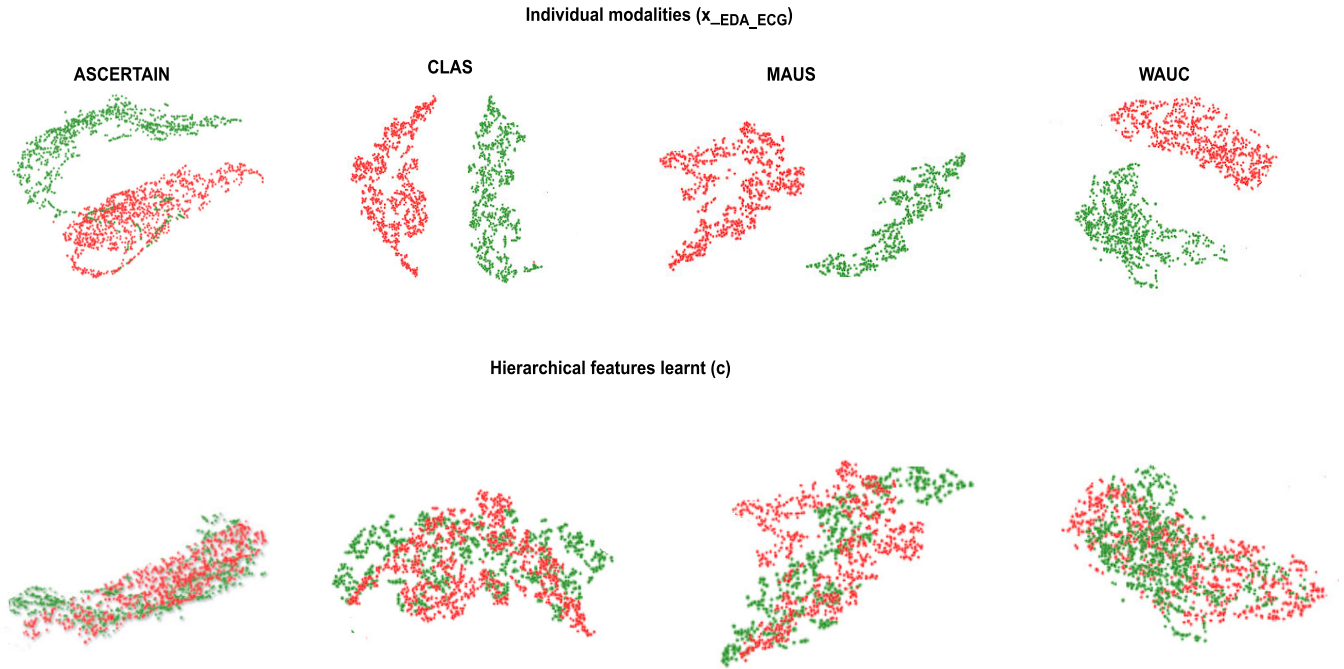 Individual modalities (x_EDA_ECG)
ASCERTAIN
CLAS
MAUS
WAUC
Hierarchical features learnt (c)